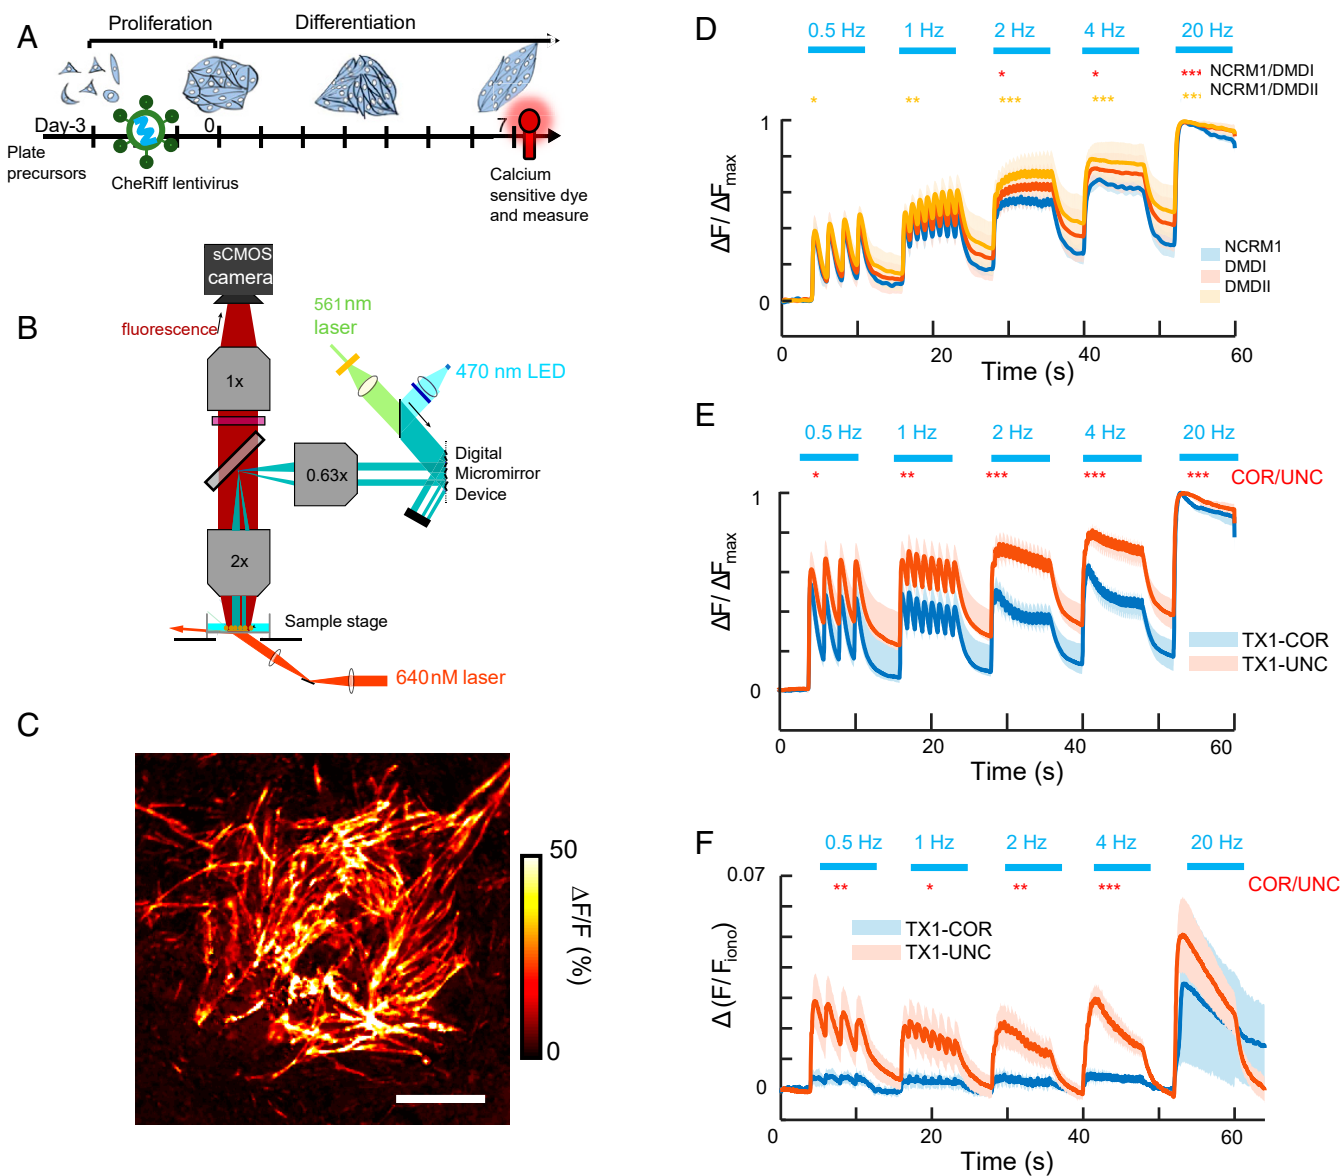 A
Proliferation
Differentiation
Day-3
0
7
Plate
precursors
CheRiff lentivirus
Calcium
sensitive dye
and measure
B
sCMOS
camera
fluorescence
1x
561 nm
laser
470 nm LED
0.63x
Digital
Micromirror
Device
2x
Sample stage
640 nM laser
C
50
ΔF/F (%)
0
D
0.5 Hz
1 Hz
2 Hz
4 Hz
20 Hz
* * *** NCRM1/DMDI
* ** *** *** *** NCRM1/DMDII
1
ΔF/ ΔFmax
0
NCRM1
DMDI
DMDII
0
20
40
60
Time (s)
E
0.5 Hz
1 Hz
2 Hz
4 Hz
20 Hz
* ** *** *** *** COR/UNC
1
ΔF/ ΔFmax
0
TX1-COR
TX1-UNC
0
20
40
60
Time (s)
F
0.5 Hz
1 Hz
2 Hz
4 Hz
20 Hz
** * ** *** COR/UNC
0.07
Δ (F/ Fiono)
0
TX1-COR
TX1-UNC
0
20
40
60
Time (s)